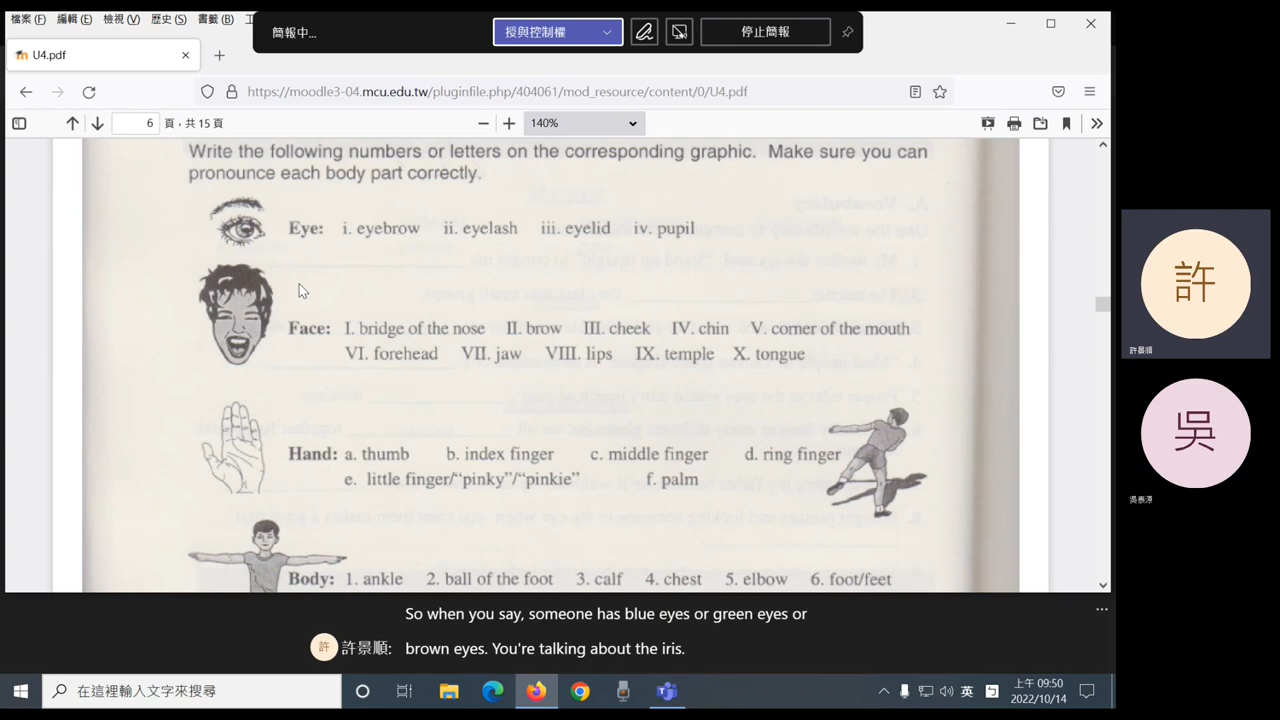 檔案(F) 編輯(E) 檢視(V) 歷史(S) 書籤(B)
簡報中...
授與控制權
停止簡報
U4.pdf
https://moodle3-04.mcu.edu.tw/pluginfile.php/404061/mod_resource/content/0/U4.pdf
6 頁，共 15 頁
140%
Write the following numbers or letters on the corresponding graphic. Make sure you can
pronounce each body part correctly.
Eye: i. eyebrow ii. eyelash iii. eyelid iv. pupil
Face: I. bridge of the nose II. brow III. cheek IV. chin V. corner of the mouth
VI. forehead VII. jaw VIII. lips IX. temple X. tongue
Hand: a. thumb b. index finger c. middle finger d. ring finger
e. little finger/“pinky”/“pinkie” f. palm
Body: 1. ankle 2. ball of the foot 3. calf 4. chest 5. elbow 6. foot/feet
So when you say, someone has blue eyes or green eyes or
許 許景順: brown eyes. You're talking about the iris.
許
許景順
吳
在這裡輸入文字來搜尋
英
上午 09:50
2022/10/14